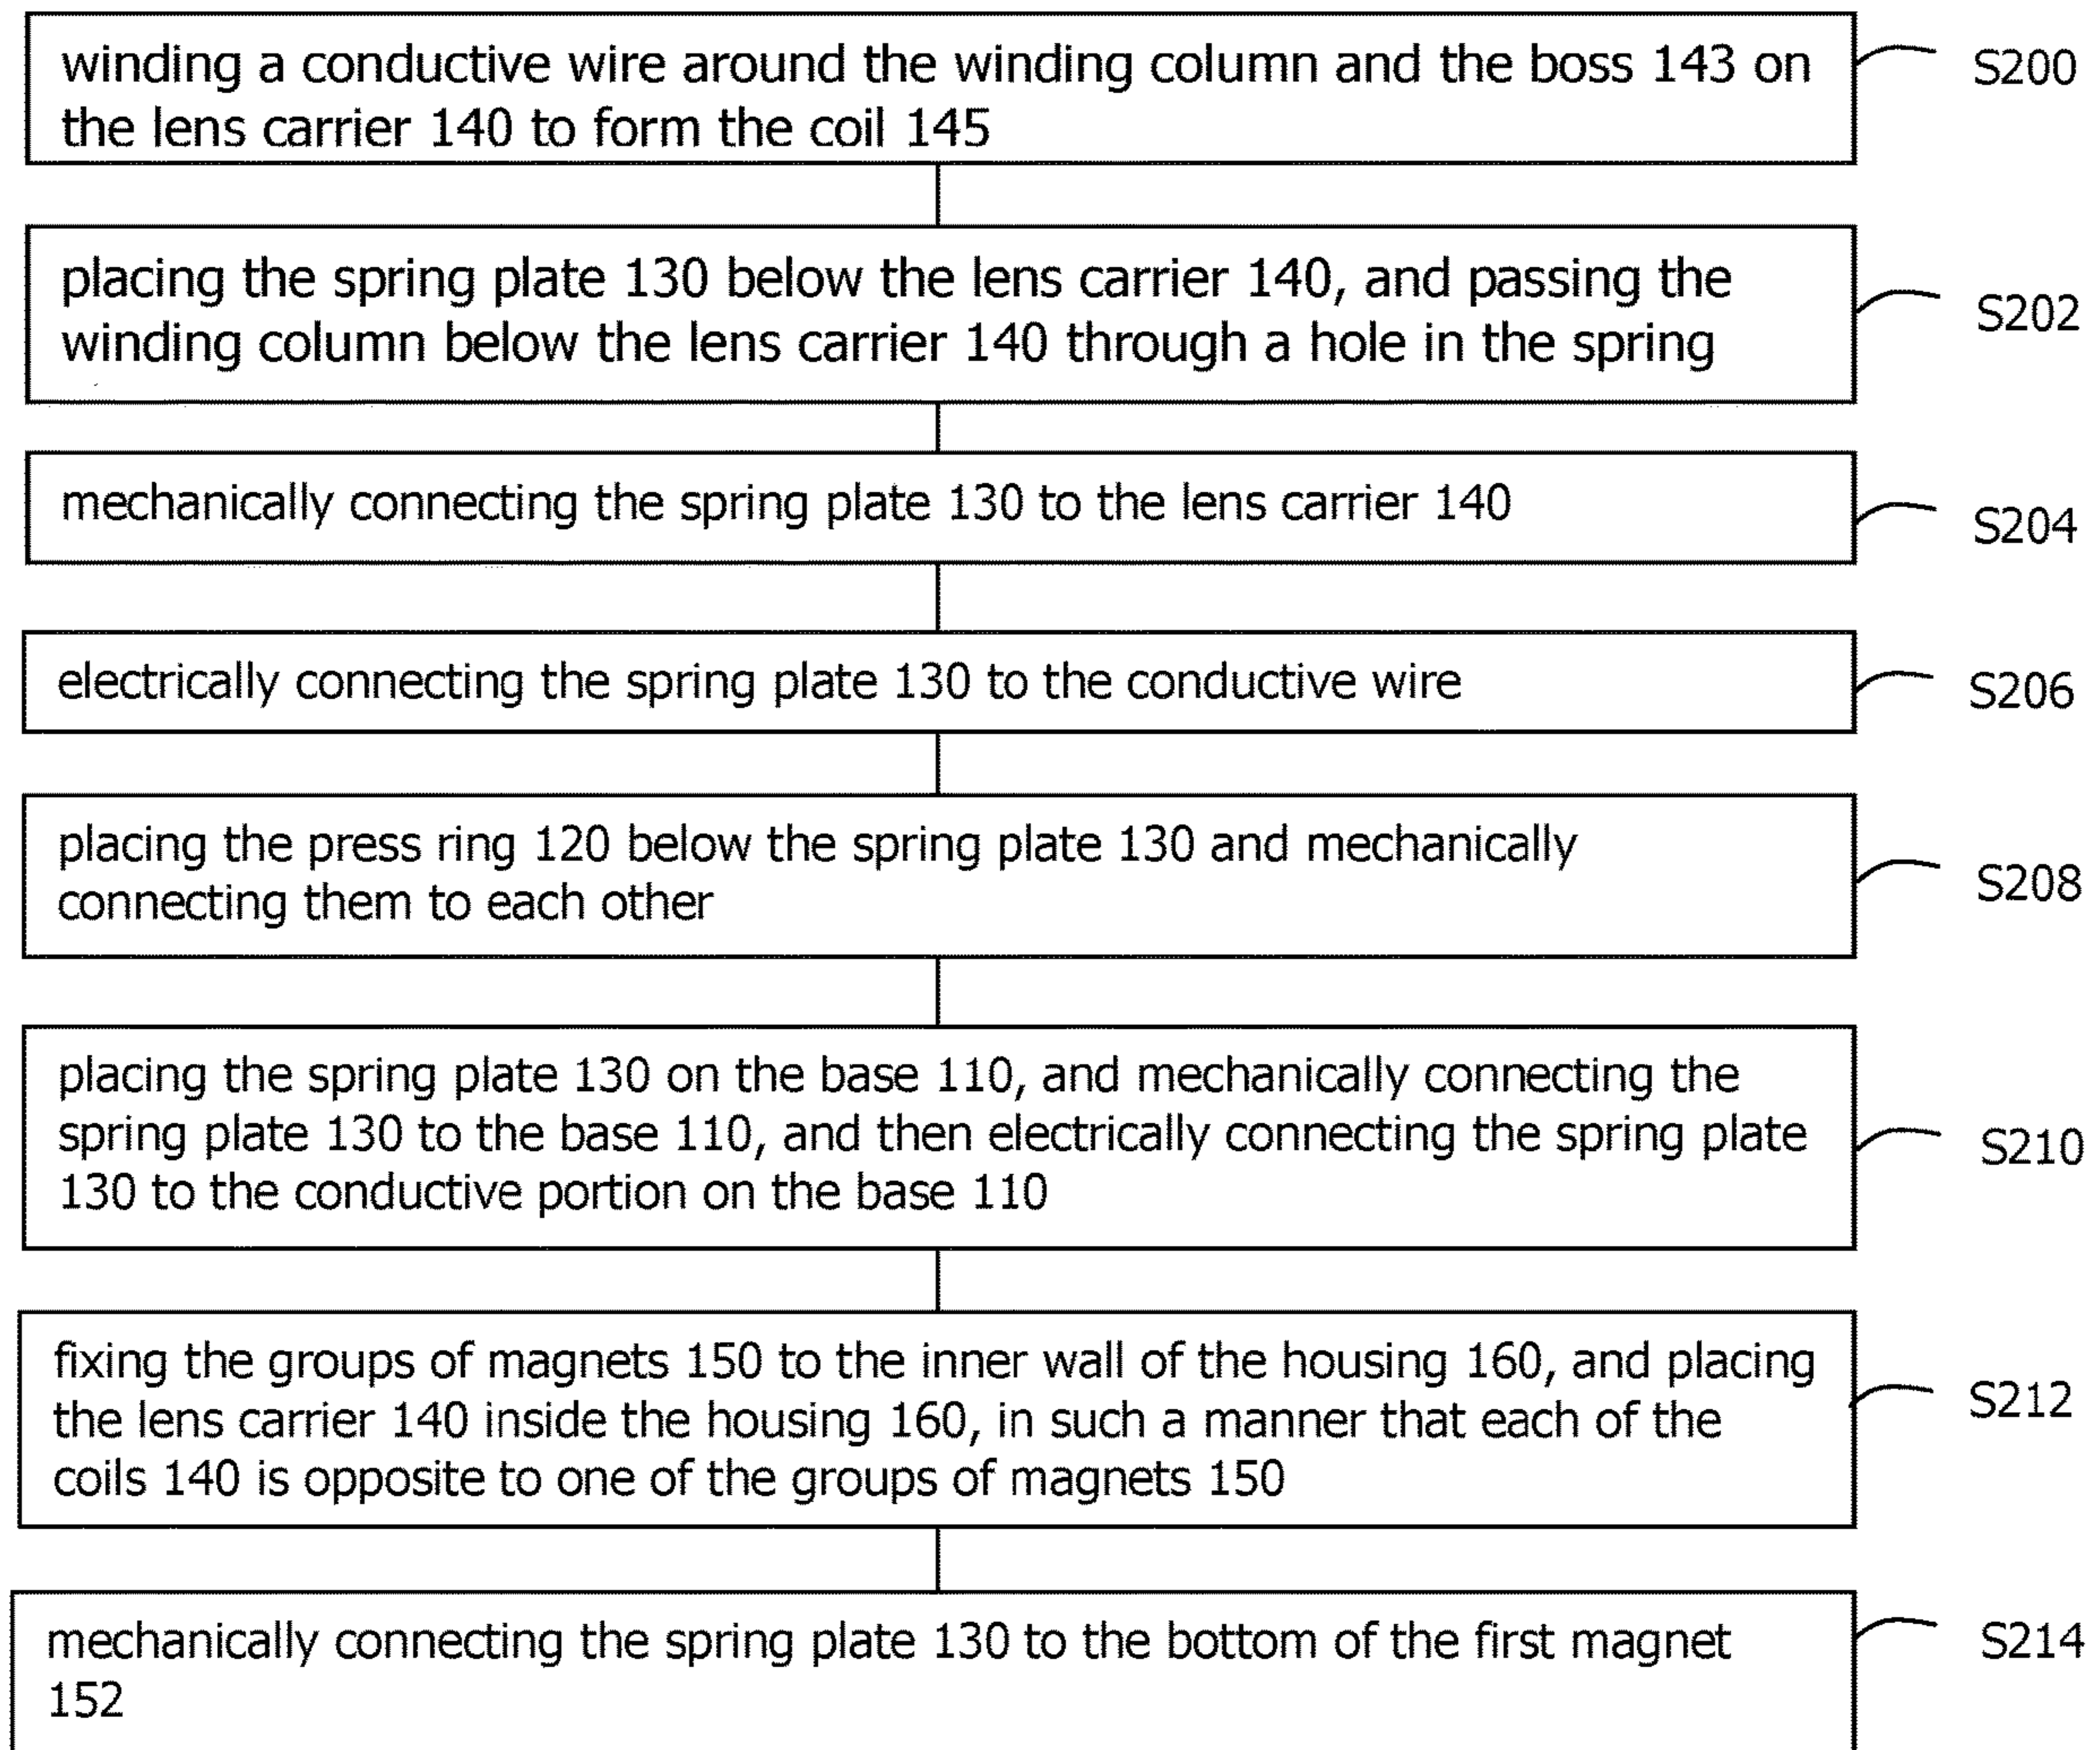 winding a conductive wire around the winding column and the boss 143 on
the lens carrier 140 to form the coil 145
S200
placing the spring plate 130 below the lens carrier 140, and passing the
winding column below the lens carrier 140 through a hole in the spring
S202
mechanically connecting the spring plate 130 to the lens carrier 140
S204
electrically connecting the spring plate 130 to the conductive wire
S206
placing the press ring 120 below the spring plate 130 and mechanically
connecting them to each other
S208
placing the spring plate 130 on the base 110, and mechanically connecting the
spring plate 130 to the base 110, and then electrically connecting the spring plate
130 to the conductive portion on the base 110
S210
fixing the groups of magnets 150 to the inner wall of the housing 160, and placing
the lens carrier 140 inside the housing 160, in such a manner that each of the
coils 140 is opposite to one of the groups of magnets 150
S212
mechanically connecting the spring plate 130 to the bottom of the first magnet
152
S214